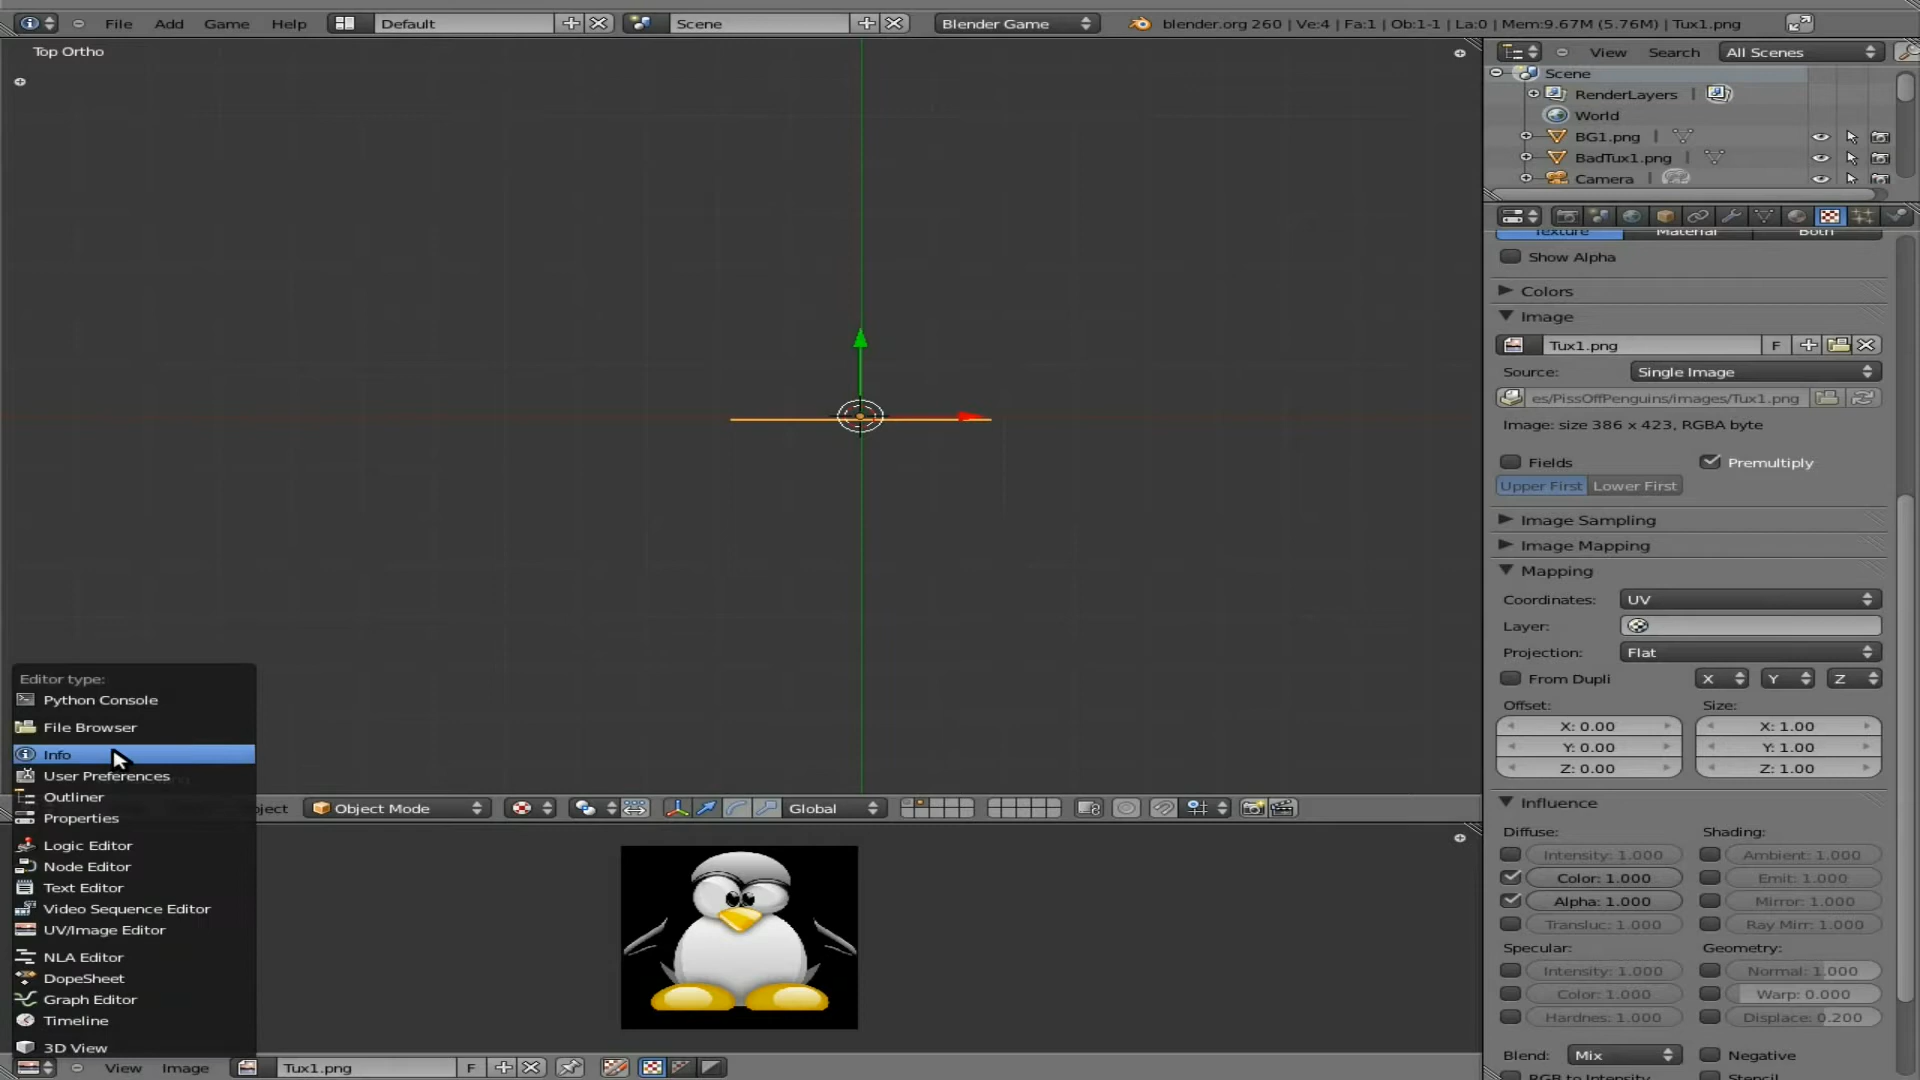 File Add Game Help Default Scene Blender Game blender.org 260 | Ve:4 | Fa:1 | Ob:1-1 | La:0 | Mem:9.67M (5.76M) | Tux1.png
Top Ortho
View Search All Scenes
Scene
RenderLayers
World
BG1.png
BadTux1.png
Camera
Texture Material Both
Show Alpha
Colors
Image
Tux1.png F
Source: Single Image
es/PissOffPenguins/images/Tux1.png
Image: size 386 x 423, RGBA byte
Fields Premultiply
Upper First Lower First
Image Sampling
Image Mapping
Mapping
Coordinates: UV
Layer:
Projection: Flat
From Dupli X Y Z
Offset: Size:
X: 0.00 X: 1.00
Y: 0.00 Y: 1.00
Z: 0.00 Z: 1.00
Influence
Diffuse: Shading:
Intensity: 1.000 Ambient: 1.000
Color: 1.000 Emit: 1.000
Alpha: 1.000 Mirror: 1.000
Transluc: 1.000 Ray Mirr: 1.000
Specular: Geometry:
Intensity: 1.000 Normal: 1.000
Color: 1.000 Warp: 0.000
Hardnes: 1.000 Displace: 0.200
Blend: Mix Negative
RGB to Intensity Stencil
Editor type:
Python Console
File Browser
Info
User Preferences
Outliner
Properties
Logic Editor
Node Editor
Text Editor
Video Sequence Editor
UV/Image Editor
NLA Editor
DopeSheet
Graph Editor
Timeline
3D View
ject Object Mode Global
View Image Tux1.png F